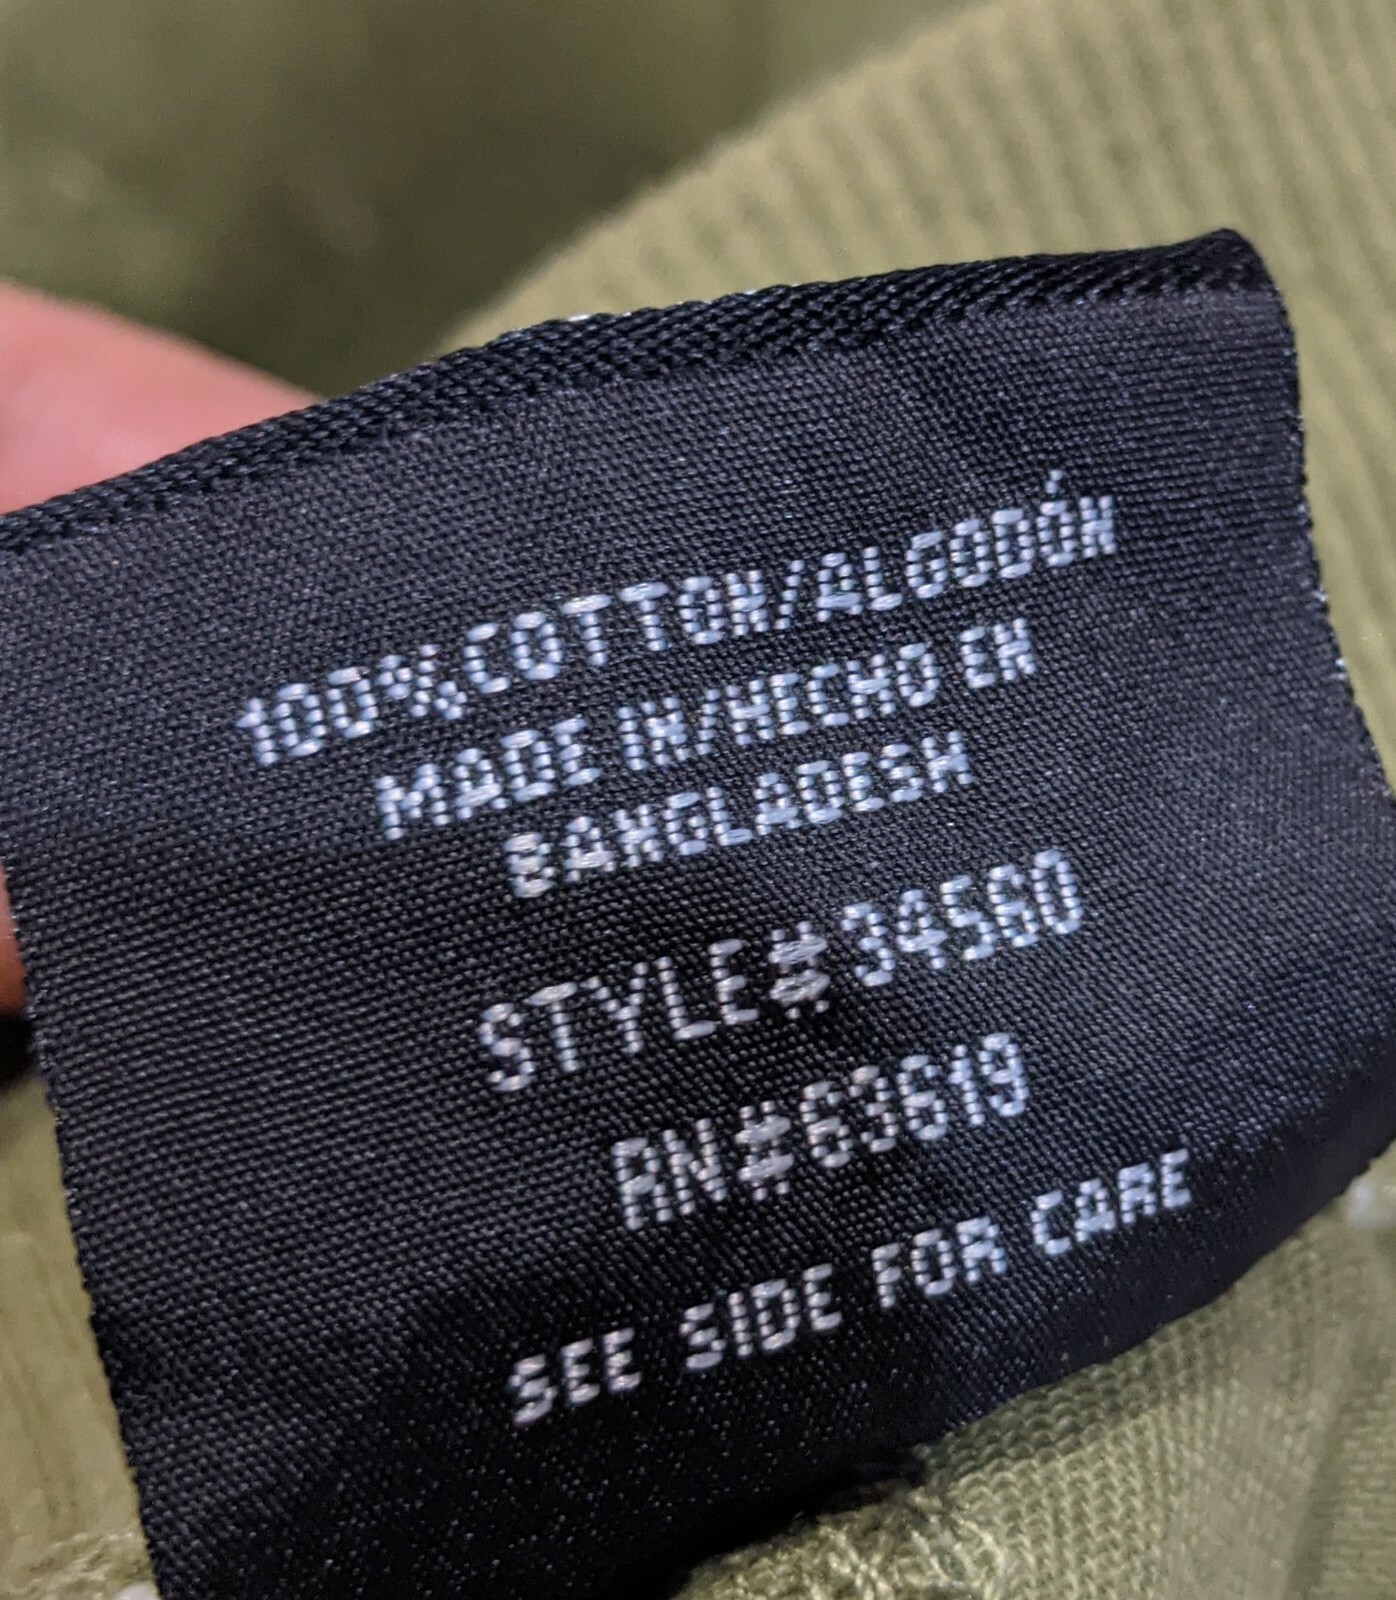 100%COTTON/ALGODÓN
MADE IN/HECHO EN
BANGLADESH
STYLE#34560
RN#63619
SEE SIDE FOR CARE